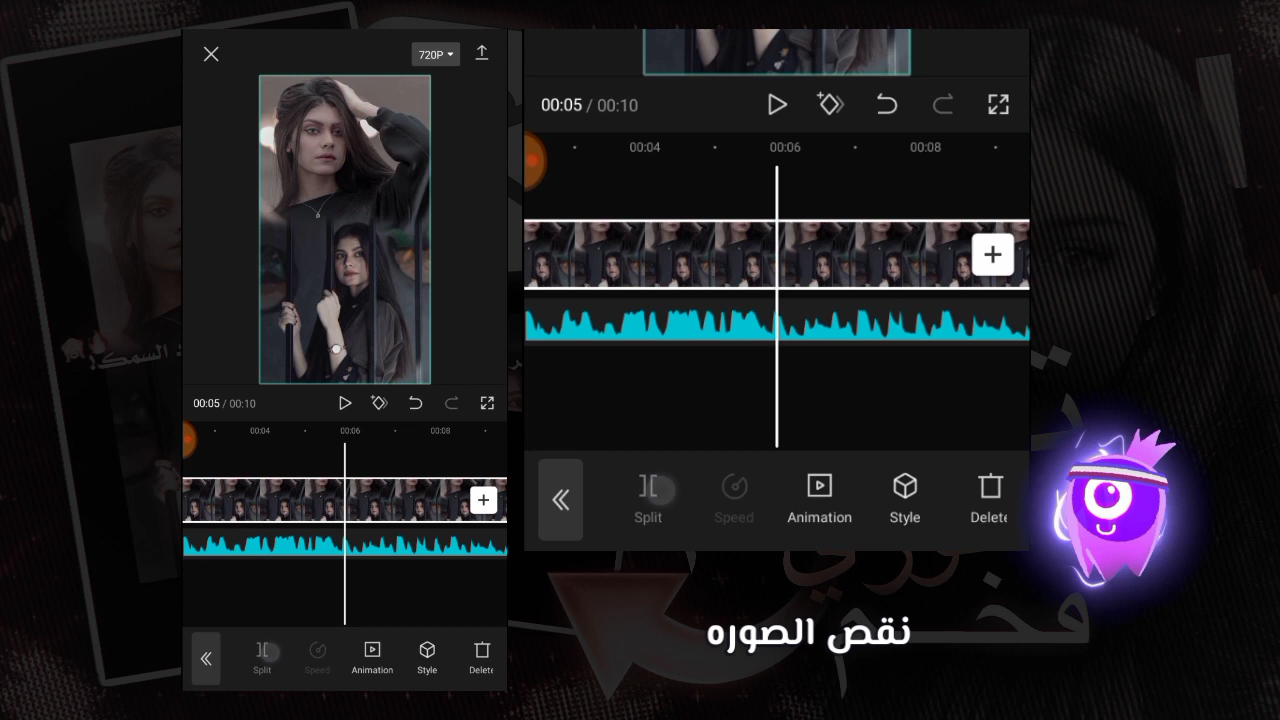 720P
00:05 / 00:10
00:04 00:06 00:08
Split Speed Animation Style Delete
00:05 / 00:10
00:04 00:06 00:08
Split Speed Animation Style Delete
السمكة!
نقص الصوره